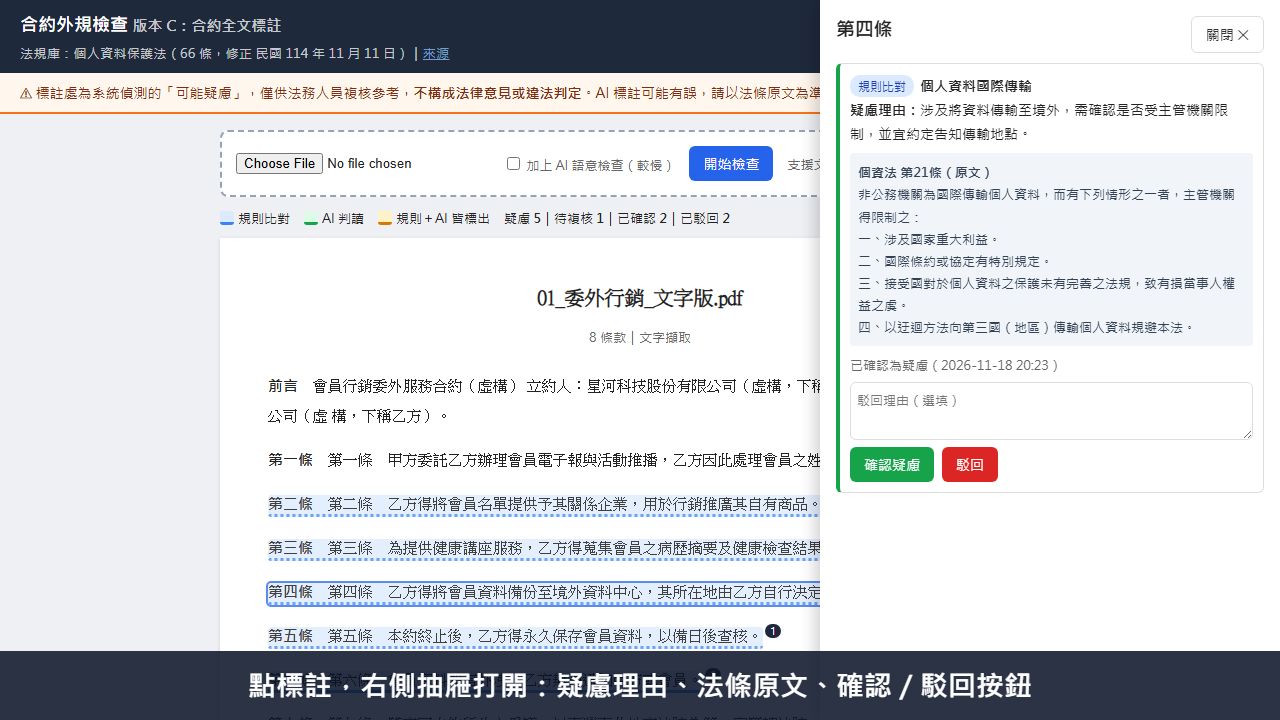 合約外規檢查 版本 C：合約全文標註
法規庫：個人資料保護法（66 條，修正 民國 114 年 11 月 11 日） | 來源
⚠ 標註處為系統偵測的「可能疑慮」，僅供法務人員複核參考，不構成法律意見或違法判定。AI 標註可能有誤，請以法條原文為準
Choose File No file chosen
加上 AI 語意檢查（較慢）
開始檢查
支援文
規則比對 AI 判讀 規則＋AI 皆標出 疑慮 5 | 待複核 1 | 已確認 2 | 已駁回 2
01_委外行銷_文字版.pdf
8 條款 | 文字擷取
前言 會員行銷委外服務合約（虛構） 立約人：星河科技股份有限公司（虛構，下稱
公司（虛 構，下稱乙方）。
第一條 第一條 甲方委託乙方辦理會員電子報與活動推播，乙方因此處理會員之姓
第二條 第二條 乙方得將會員名單提供予其關係企業，用於行銷推廣其自有商品。
第三條 第三條 為提供健康講座服務，乙方得蒐集會員之病歷摘要及健康檢查結果
第四條 第四條 乙方得將會員資料備份至境外資料中心，其所在地由乙方自行決定
第五條 第五條 本約終止後，乙方得永久保存會員資料，以備日後查核。 1
第四條
關閉 ✕
規則比對 個人資料國際傳輸
疑慮理由：涉及將資料傳輸至境外，需確認是否受主管機關限
制，並宜約定告知傳輸地點。
個資法 第21條（原文）
非公務機關為國際傳輸個人資料，而有下列情形之一者，主管機關
得限制之：
一、涉及國家重大利益。
二、國際條約或協定有特別規定。
三、接受國對於個人資料之保護未有完善之法規，致有損當事人權
益之虞。
四、以迂迴方法向第三國（地區）傳輸個人資料規避本法。
已確認為疑慮（2026-11-18 20:23）
駁回理由（選填）
確認疑慮
駁回
點標註，右側抽屜打開：疑慮理由、法條原文、確認 / 駁回按鈕